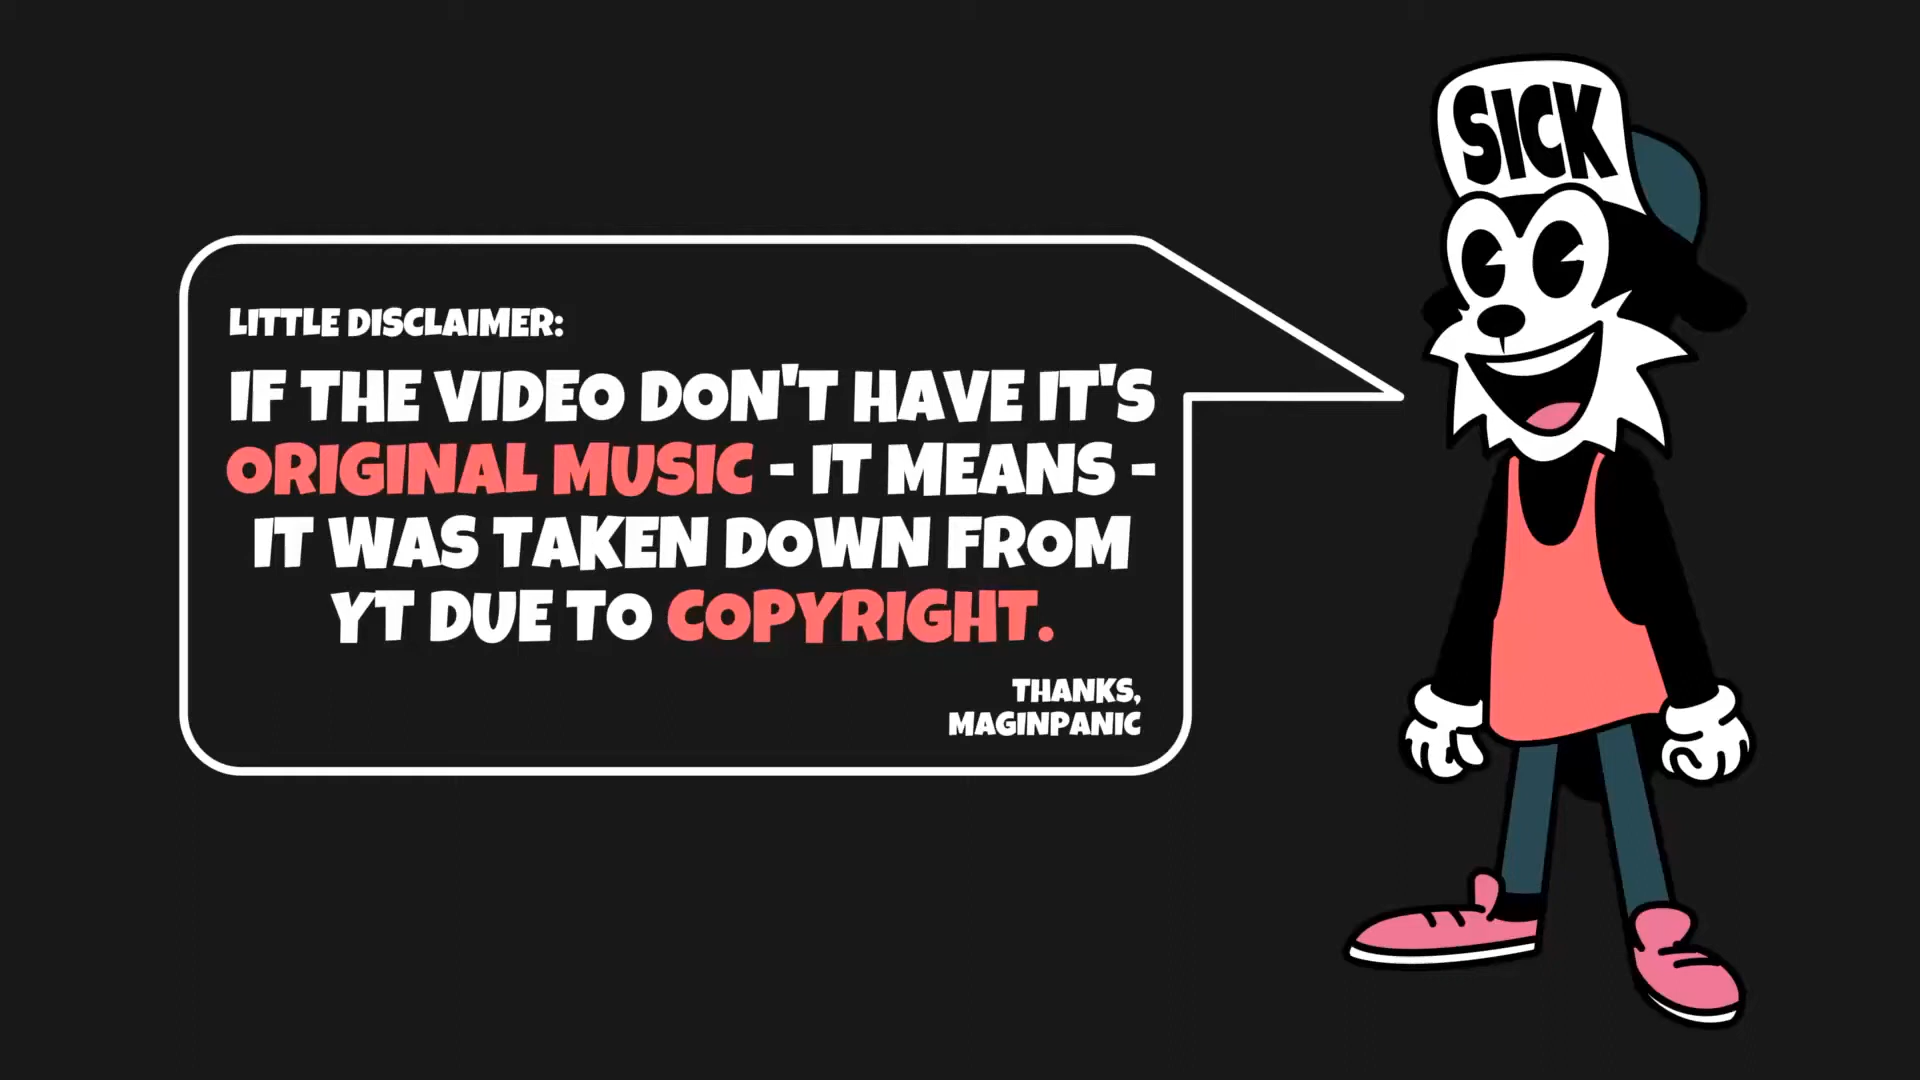 SICK
LITTLE DISCLAIMER:
IF THE VIDEO DON'T HAVE IT'S
ORIGINAL MUSIC - IT MEANS -
IT WAS TAKEN DOWN FROM
YT DUE TO COPYRIGHT.
THANKS,
MAGINPANIC